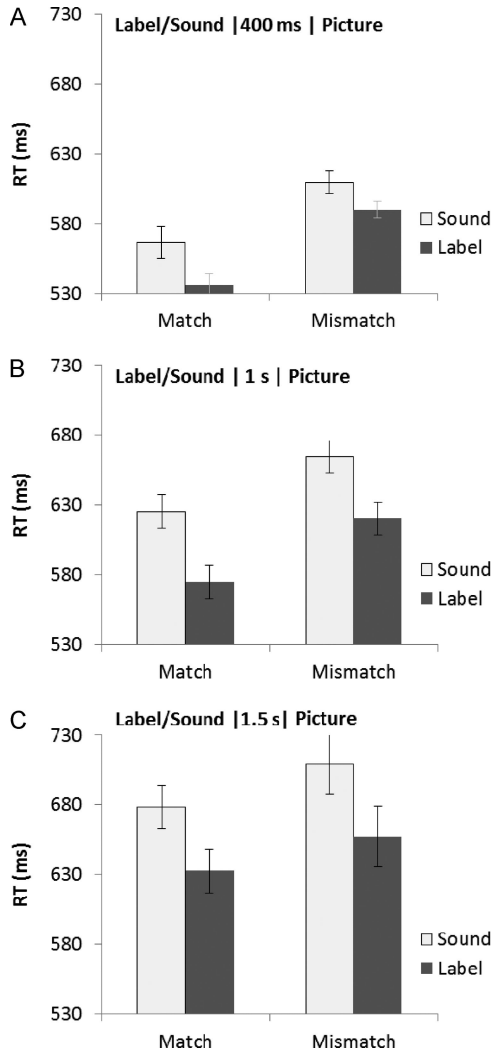 A
Label/Sound |400 ms | Picture
730
680
630
580
530
RT (ms)
Sound
Label
Match Mismatch
B
Label/Sound | 1 s | Picture
730
680
630
580
530
RT (ms)
Sound
Label
Match Mismatch
C
Label/Sound |1.5 s| Picture
730
680
630
580
530
RT (ms)
Sound
Label
Match Mismatch